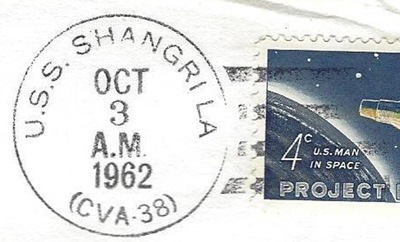 U.S.S. SHANGRI LA
OCT
3
A.M.
1962
(CVA-38)
4c
U.S. MAN
IN SPACE
PROJECT